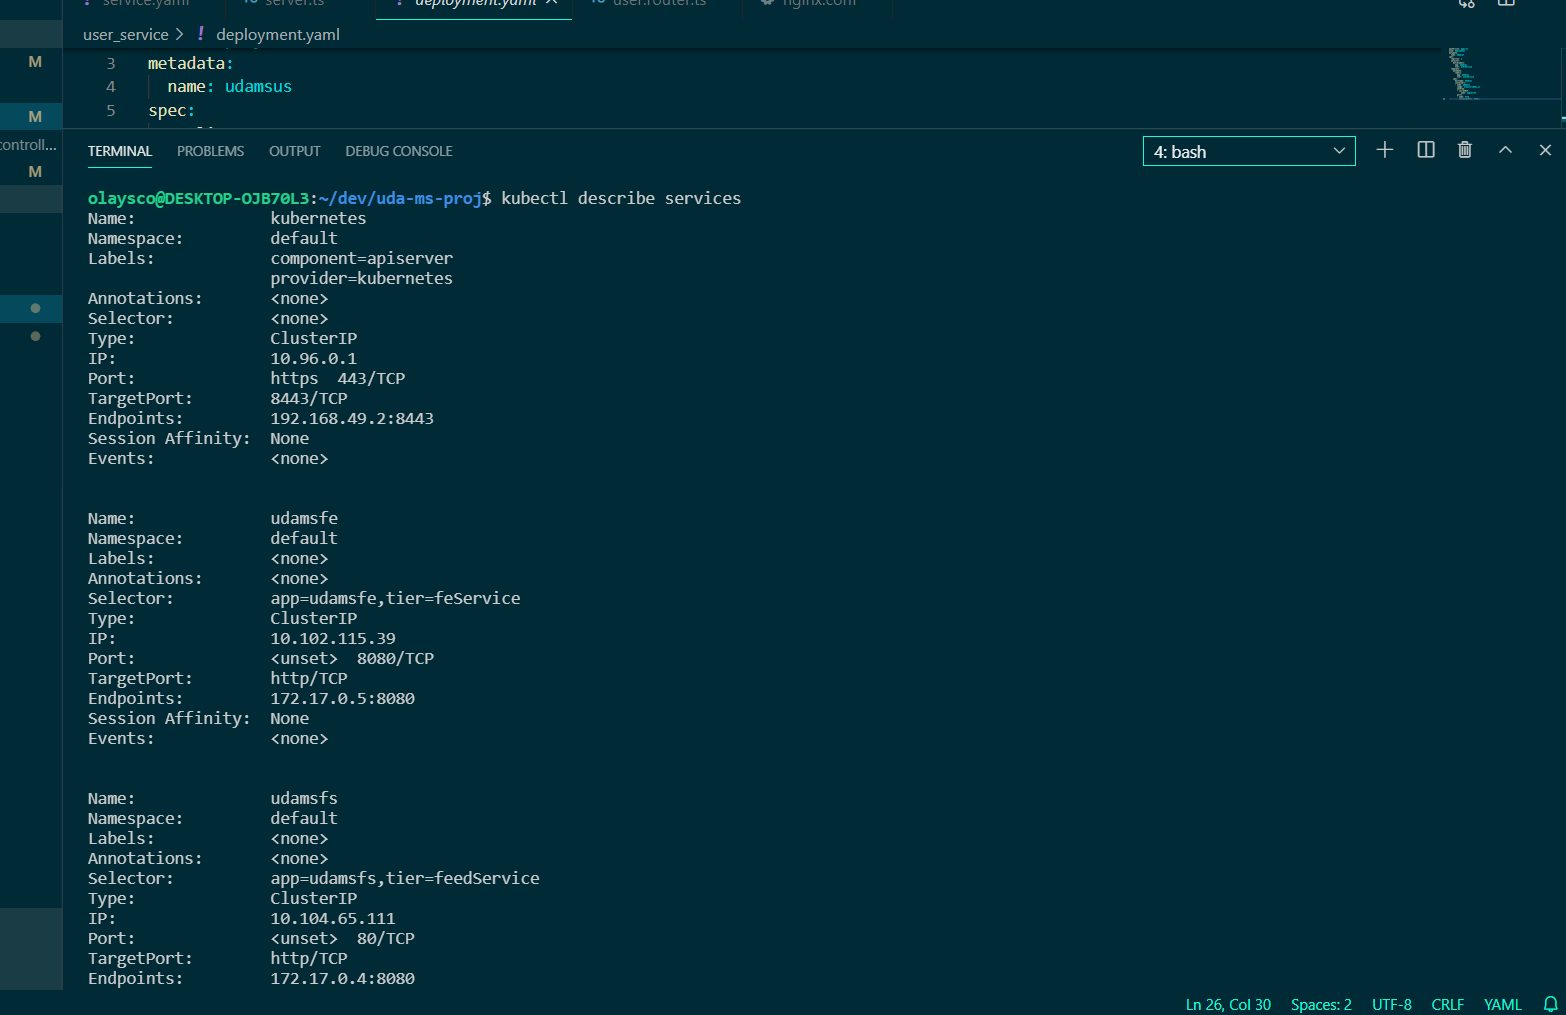 service.yaml server.ts ! deployment.yaml user.router.ts nginx.conf
M
user_service > ! deployment.yaml
3 metadata:
4 name: udamsus
5 spec:
M
controll...
M
TERMINAL PROBLEMS OUTPUT DEBUG CONSOLE 4: bash
olaysco@DESKTOP-OJB70L3:~/dev/uda-ms-proj$ kubectl describe services
Name: kubernetes
Namespace: default
Labels: component=apiserver
provider=kubernetes
Annotations: <none>
Selector: <none>
Type: ClusterIP
IP: 10.96.0.1
Port: https 443/TCP
TargetPort: 8443/TCP
Endpoints: 192.168.49.2:8443
Session Affinity: None
Events: <none>
Name: udamsfe
Namespace: default
Labels: <none>
Annotations: <none>
Selector: app=udamsfe,tier=feService
Type: ClusterIP
IP: 10.102.115.39
Port: <unset> 8080/TCP
TargetPort: http/TCP
Endpoints: 172.17.0.5:8080
Session Affinity: None
Events: <none>
Name: udamsfs
Namespace: default
Labels: <none>
Annotations: <none>
Selector: app=udamsfs,tier=feedService
Type: ClusterIP
IP: 10.104.65.111
Port: <unset> 80/TCP
TargetPort: http/TCP
Endpoints: 172.17.0.4:8080
Ln 26, Col 30 Spaces: 2 UTF-8 CRLF YAML